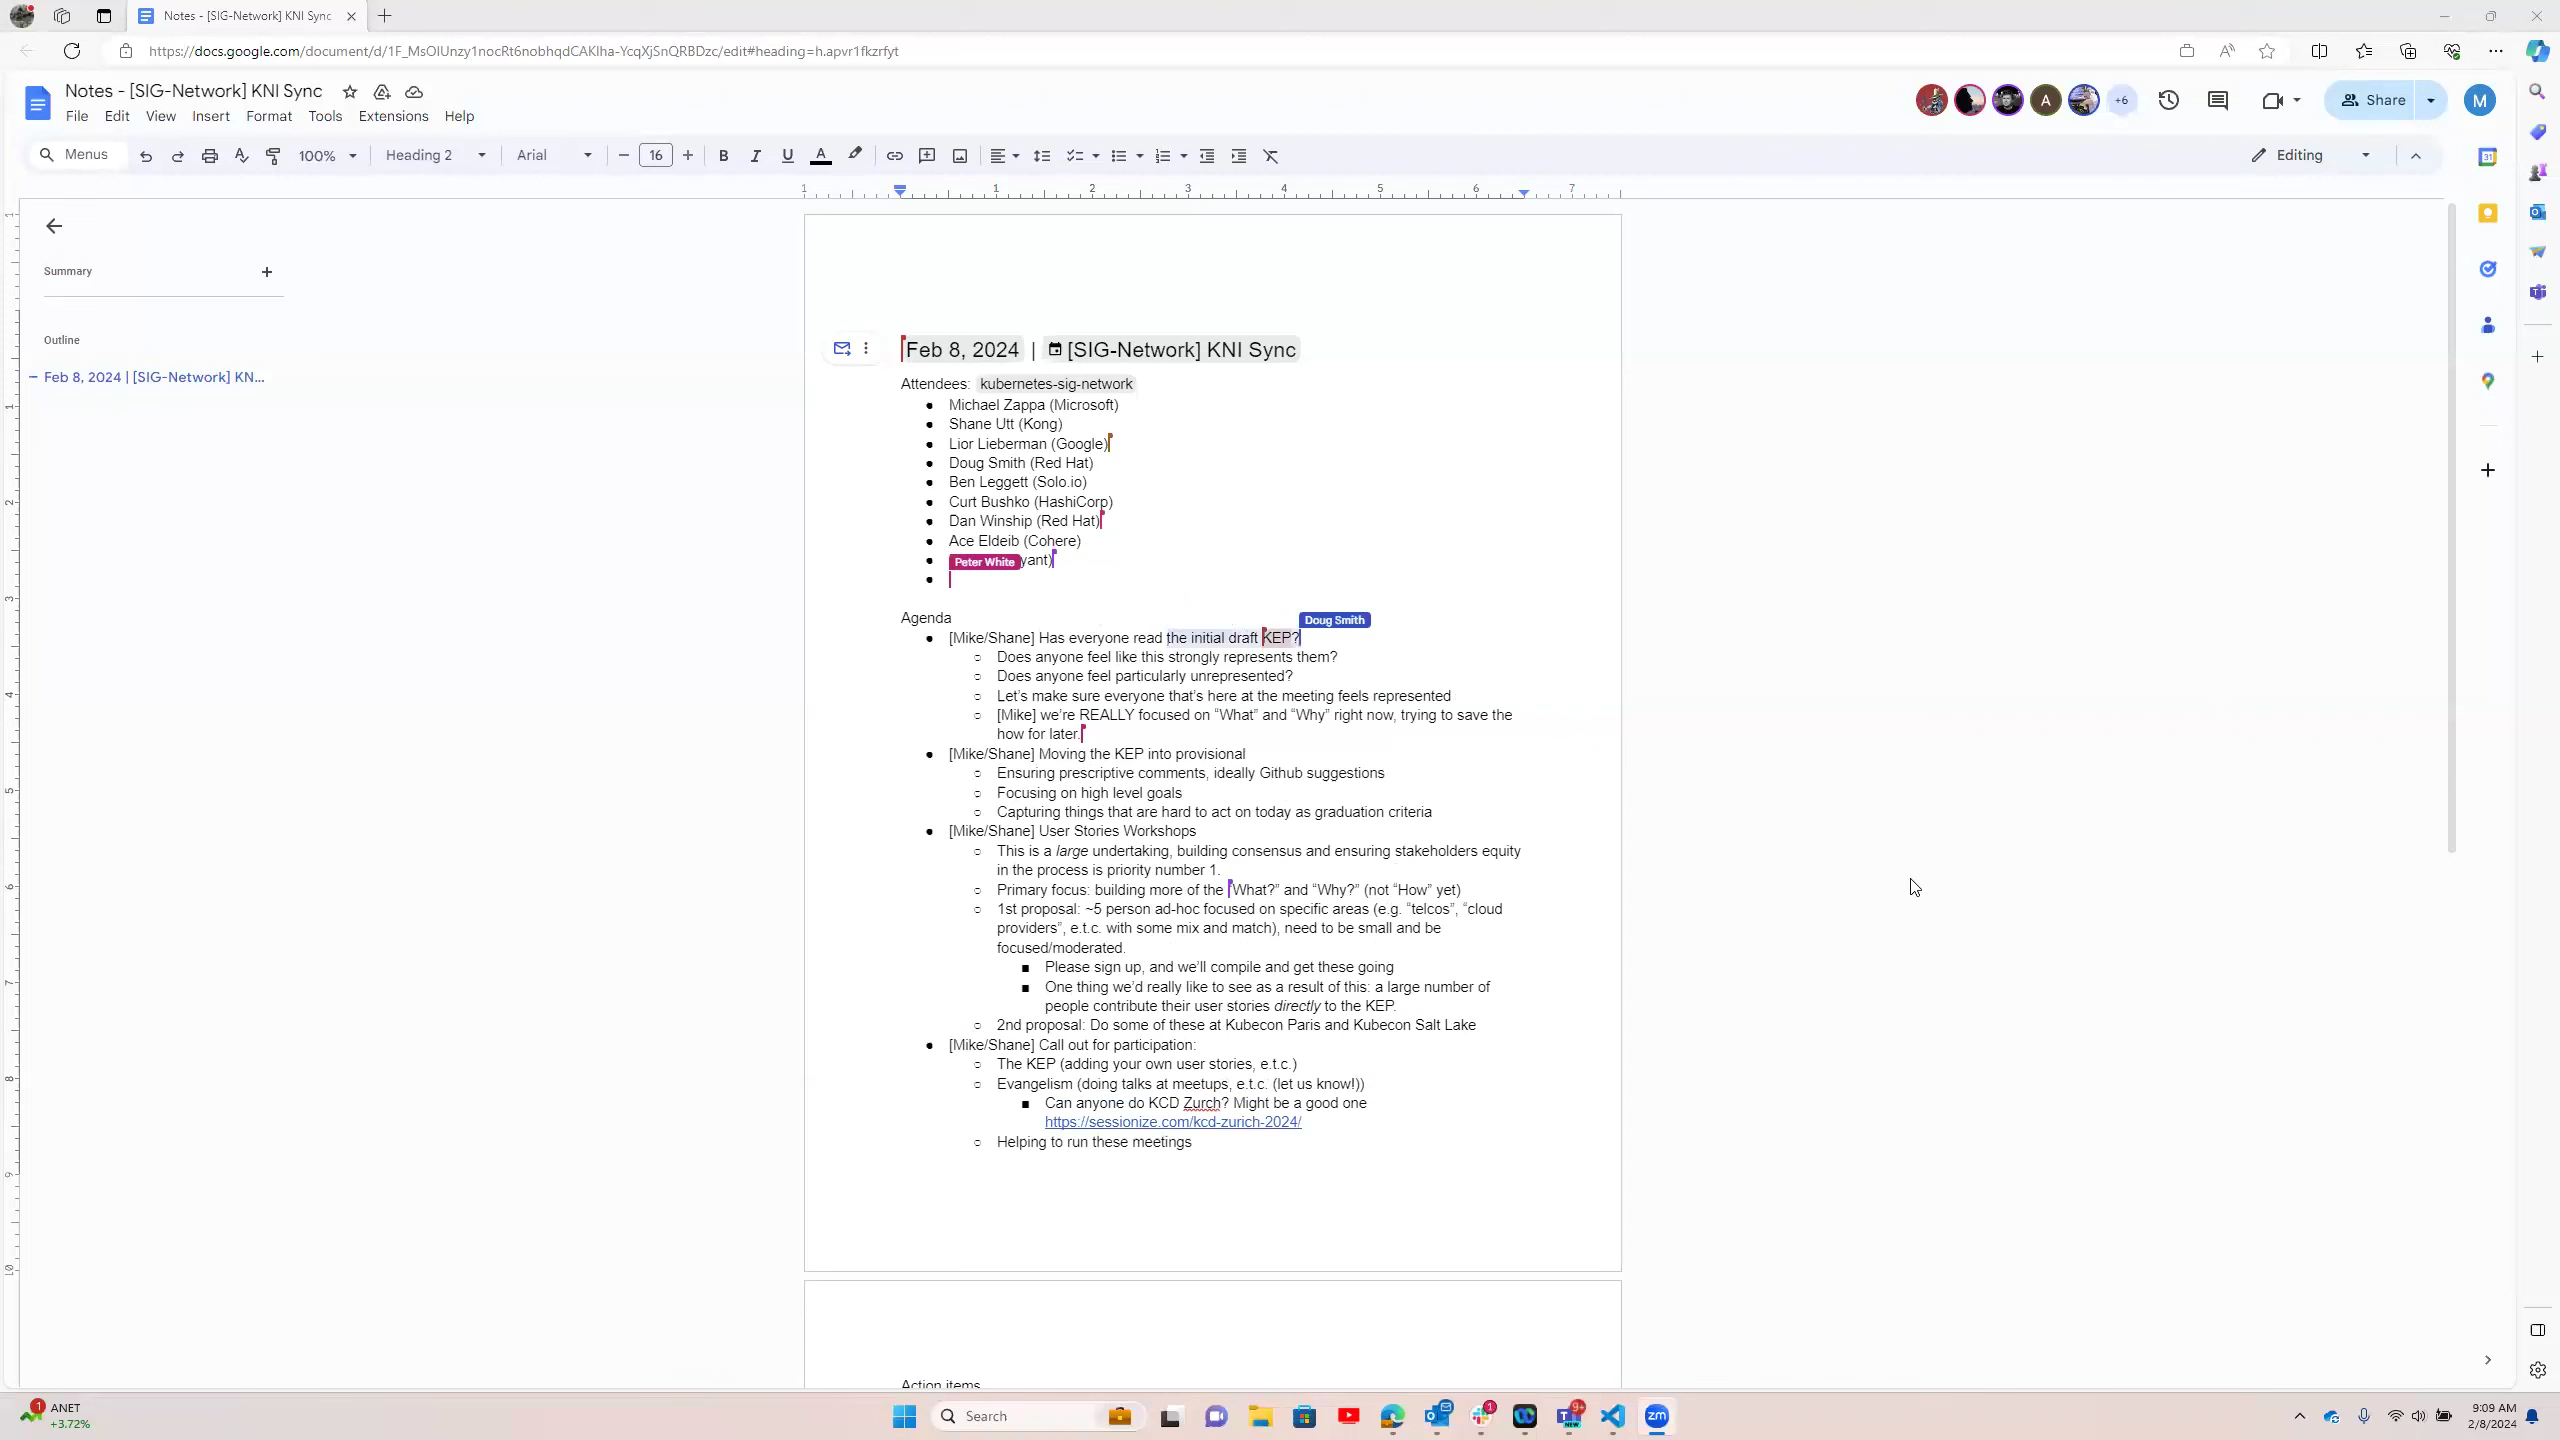 Notes - [SIG-Network] KNI Sync
https://docs.google.com/document/d/1F_MsOlUnzy1nocRt6nobhqdCAKlha-YcqXjSnQRBDzc/edit#heading=h.apvr1fkzrfyt
Notes - [SIG-Network] KNI Sync
File Edit View Insert Format Tools Extensions Help
A +6 Share M
Menus 100% Heading 2 Arial 16 B I U A Editing
1 1 2 3 4 5 6 7
Summary
Outline
Feb 8, 2024 | [SIG-Network] KN...
Feb 8, 2024 | [SIG-Network] KNI Sync
Attendees: kubernetes-sig-network
Michael Zappa (Microsoft)
Shane Utt (Kong)
Lior Lieberman (Google)
Doug Smith (Red Hat)
Ben Leggett (Solo.io)
Curt Bushko (HashiCorp)
Dan Winship (Red Hat)
Ace Eldeib (Cohere)
Peter White yant)
Agenda
Doug Smith
[Mike/Shane] Has everyone read the initial draft KEP?
Does anyone feel like this strongly represents them?
Does anyone feel particularly unrepresented?
Let's make sure everyone that's here at the meeting feels represented
[Mike] we're REALLY focused on “What” and “Why” right now, trying to save the
how for later.
[Mike/Shane] Moving the KEP into provisional
Ensuring prescriptive comments, ideally Github suggestions
Focusing on high level goals
Capturing things that are hard to act on today as graduation criteria
[Mike/Shane] User Stories Workshops
This is a large undertaking, building consensus and ensuring stakeholders equity
in the process is priority number 1.
Primary focus: building more of the “What?” and “Why?” (not “How” yet)
1st proposal: ~5 person ad-hoc focused on specific areas (e.g. “telcos”, “cloud
providers”, e.t.c. with some mix and match), need to be small and be
focused/moderated.
Please sign up, and we'll compile and get these going
One thing we'd really like to see as a result of this: a large number of
people contribute their user stories directly to the KEP.
2nd proposal: Do some of these at Kubecon Paris and Kubecon Salt Lake
[Mike/Shane] Call out for participation:
The KEP (adding your own user stories, e.t.c.)
Evangelism (doing talks at meetups, e.t.c. (let us know!))
Can anyone do KCD Zurch? Might be a good one
https://sessionize.com/kcd-zurich-2024/
Helping to run these meetings
Action items
1 ANET
+3.72%
Search
1
9+
zm
9:09 AM
2/8/2024